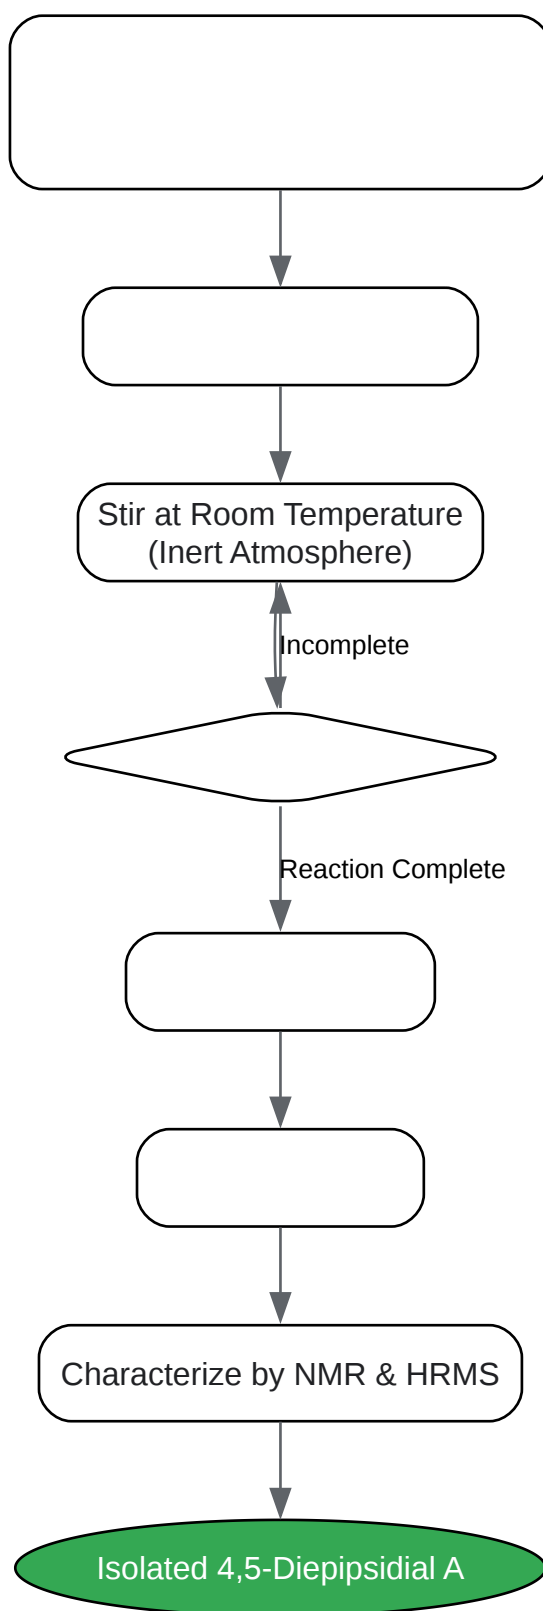 Stir at Room Temperature
(Inert Atmosphere)
Incomplete
Reaction Complete
Characterize by NMR & HRMS
Isolated 4,5-Diepipsidial A